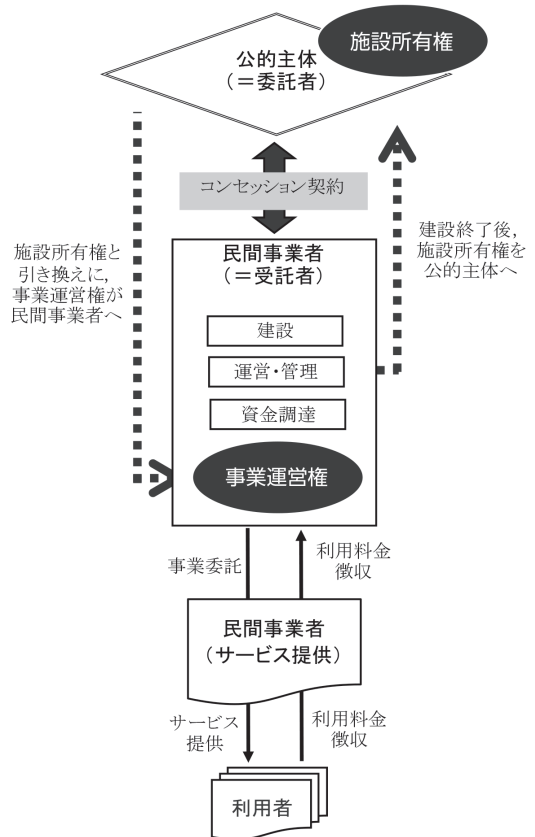 施設所有権
公的主体
（＝委託者）
コンセッション契約
施設所有権と
引き換えに，
事業運営権が
民間事業者へ
建設終了後，
施設所有権を
公的主体へ
民間事業者
（＝受託者）
建設
運営・管理
資金調達
事業運営権
事業委託
利用料金
徴収
民間事業者
（サービス提供）
サービス
提供
利用料金
徴収
利用者